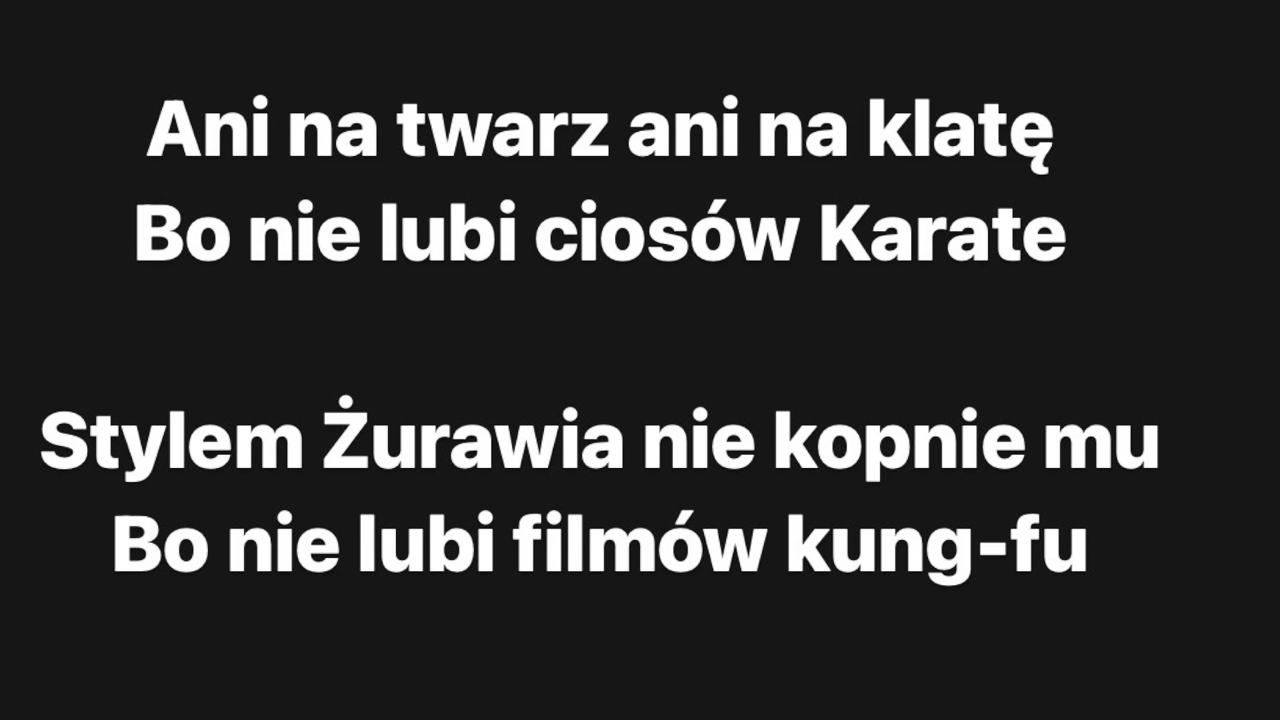 Ani na twarz ani na klatę
Bo nie lubi ciosów Karate
Stylem Żurawia nie kopnie mu
Bo nie lubi filmów kung-fu